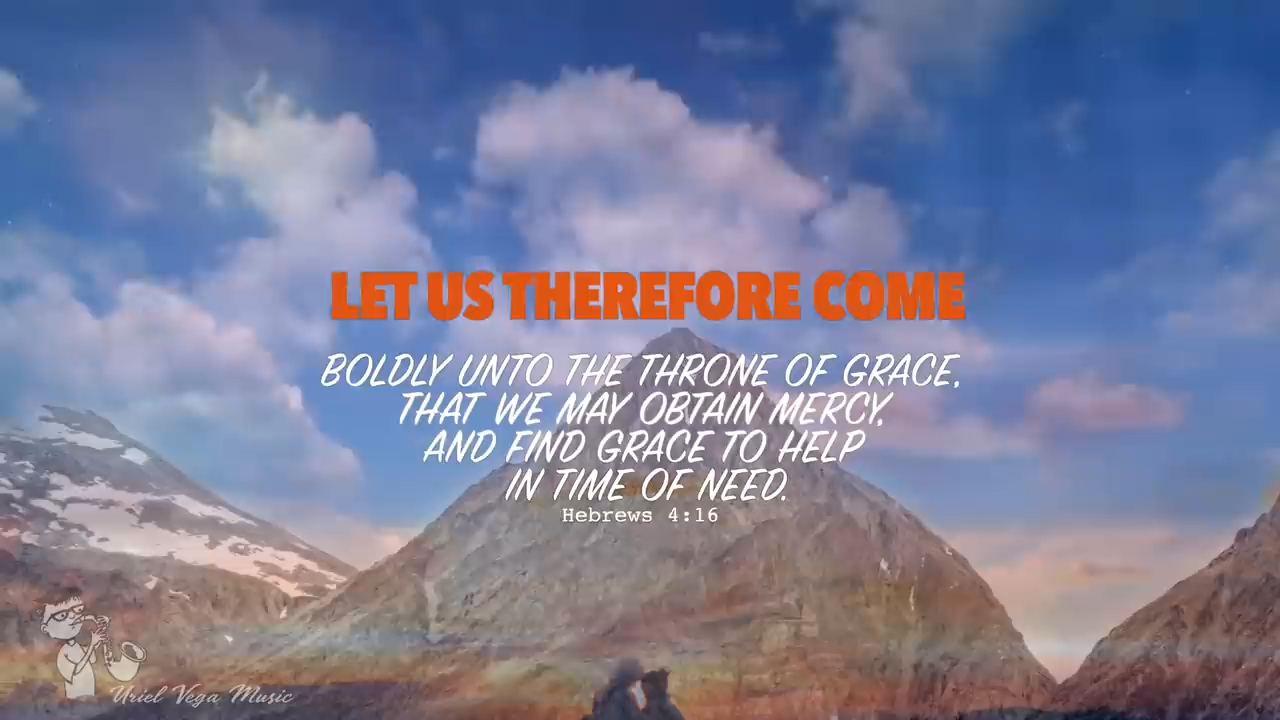 LET US THEREFORE COME
BOLDLY UNTO THE THRONE OF GRACE,
THAT WE MAY OBTAIN MERCY,
AND FIND GRACE TO HELP
IN TIME OF NEED.
Hebrews 4:16
Uriel Vega Music